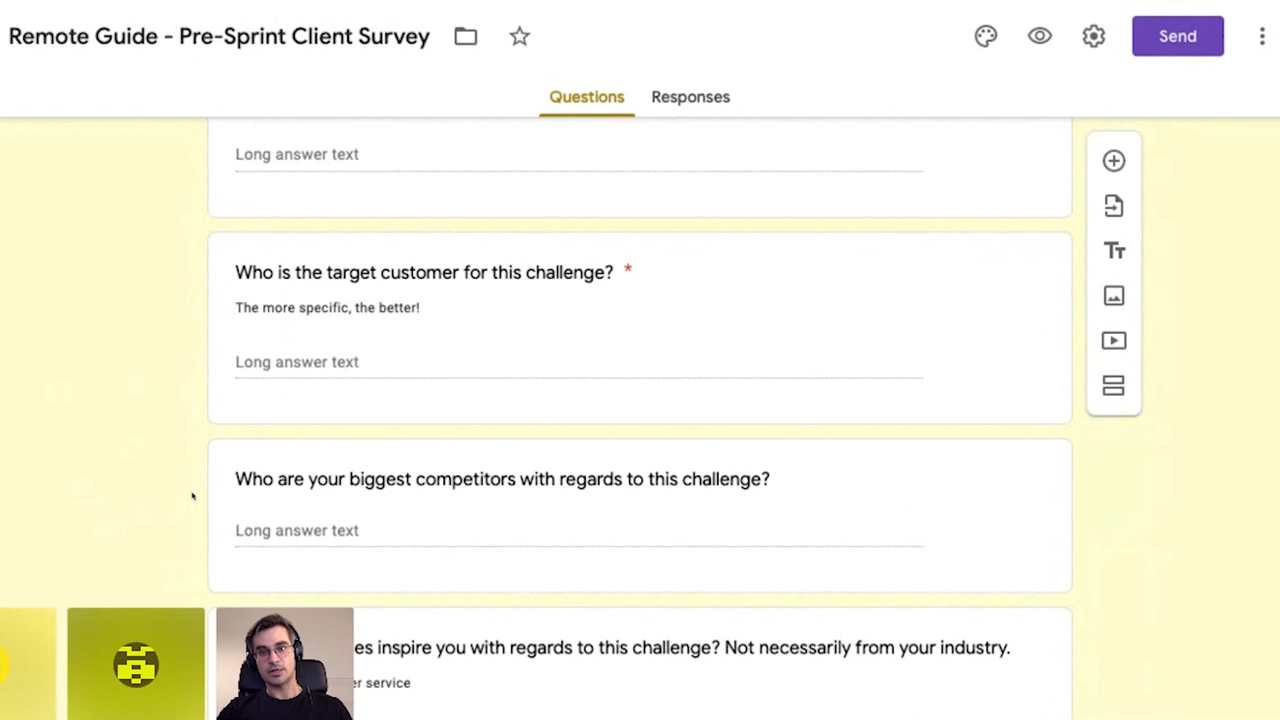 Remote Guide - Pre-Sprint Client Survey
Send
Questions Responses
Long answer text
Who is the target customer for this challenge? *
The more specific, the better!
Long answer text
Who are your biggest competitors with regards to this challenge?
Long answer text
inspire you with regards to this challenge? Not necessarily from your industry.
service
Tt